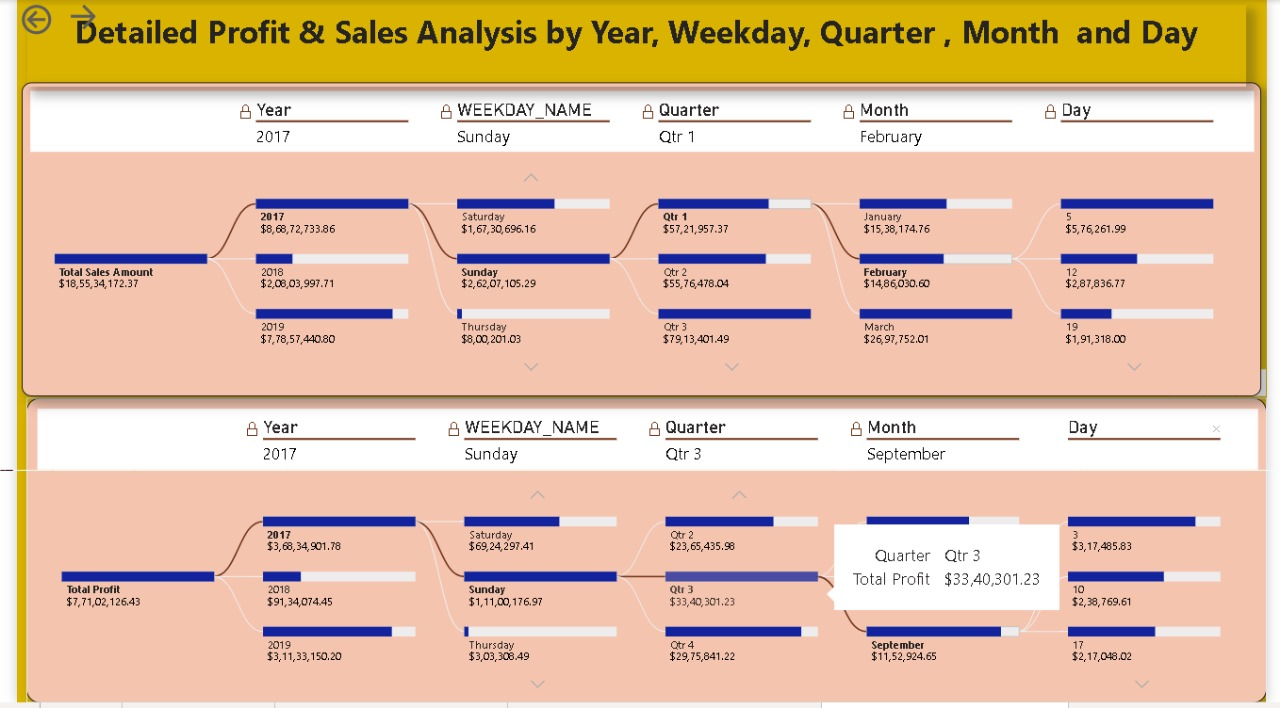 Detailed Profit & Sales Analysis by Year, Weekday, Quarter , Month and Day
Year
WEEKDAY_NAME
Quarter
Month
Day
2017
Sunday
Qtr 1
February
Total Sales Amount
$18,55,34,172.37
2017
$8,68,72,733.86
2018
$2,08,03,997.71
2019
$7,78,57,440.80
Saturday
$1,67,30,696.16
Sunday
$2,62,07,105.29
Thursday
$8,00,201.03
Qtr 1
$57,21,957.37
Qtr 2
$55,76,478.04
Qtr 3
$79,13,401.49
January
$15,38,174.76
February
$14,86,030.60
March
$26,97,752.01
5
$5,76,261.99
12
$2,87,836.77
19
$1,91,318.00
Year
WEEKDAY_NAME
Quarter
Month
Day
2017
Sunday
Qtr 3
September
Total Profit
$7,71,02,126.43
2017
$3,68,34,901.78
2018
$91,34,074.45
2019
$3,11,33,150.20
Saturday
$69,24,297.41
Sunday
$1,11,00,176.97
Thursday
$3,03,308.49
Qtr 2
$23,65,435.98
Qtr 3
$33,40,301.23
Qtr 4
$29,75,841.22
Quarter Qtr 3
Total Profit $33,40,301.23
September
$11,52,924.65
3
$3,17,485.83
10
$2,38,769.61
17
$2,17,048.02